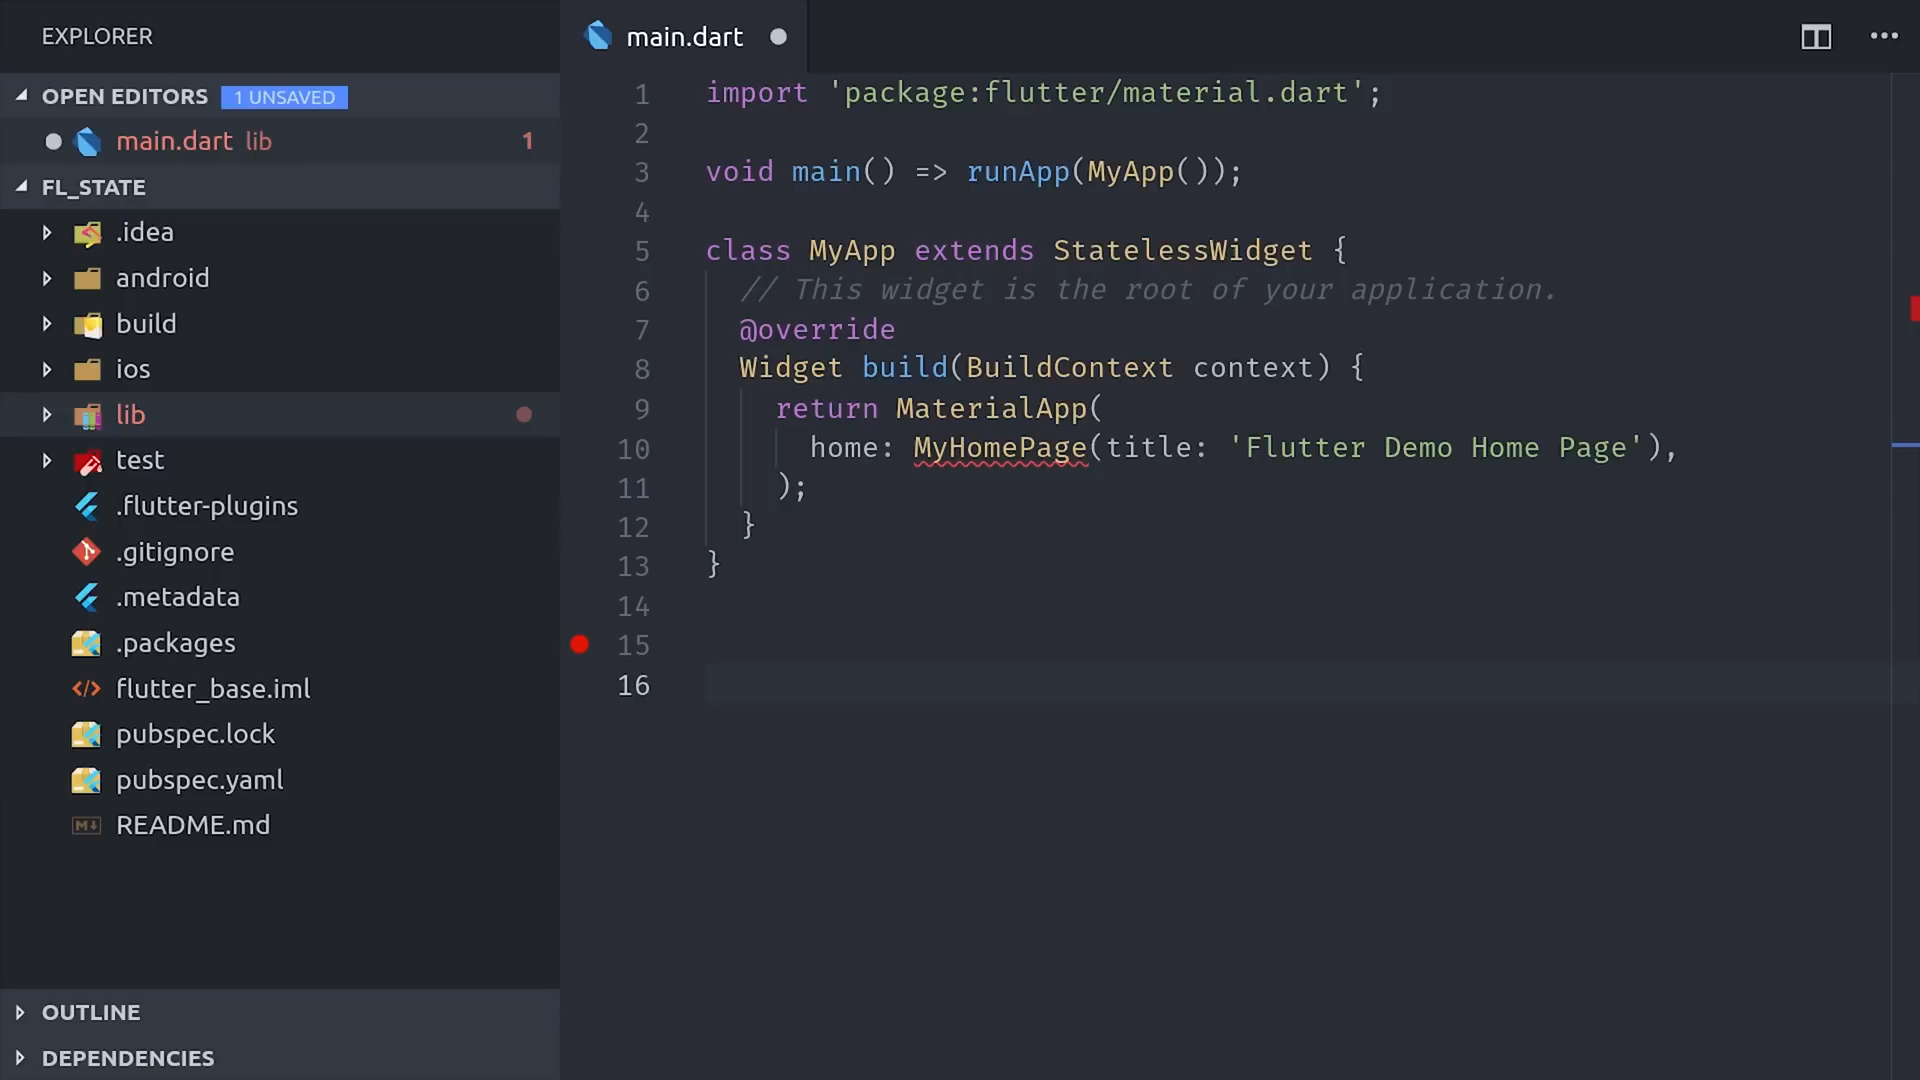 EXPLORER
OPEN EDITORS 1 UNSAVED
main.dart lib 1
FL_STATE
.idea
android
build
ios
lib
test
.flutter-plugins
.gitignore
.metadata
.packages
flutter_base.iml
pubspec.lock
pubspec.yaml
README.md
OUTLINE
DEPENDENCIES
main.dart
1 import 'package:flutter/material.dart';
2
3 void main() => runApp(MyApp());
4
5 class MyApp extends StatelessWidget {
6 // This widget is the root of your application.
7 @override
8 Widget build(BuildContext context) {
9 return MaterialApp(
10 home: MyHomePage(title: 'Flutter Demo Home Page'),
11 );
12 }
13 }
14
15
16